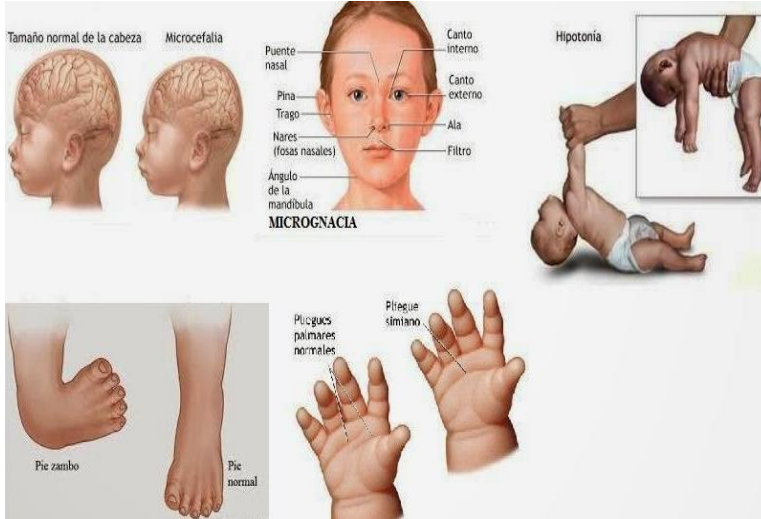 Tamaño normal de la cabeza
Microcefalia
Puente
nasal
Pina
Trago
Nares
(fosas nasales)
Ángulo
de la
mandíbula
Canto
interno
Canto
externo
Ala
Filtro
MICROGNACIA
Hipotonía
Pie zambo
Pie
normal
Pliegues
palmares
normales
Pliegue
simiano